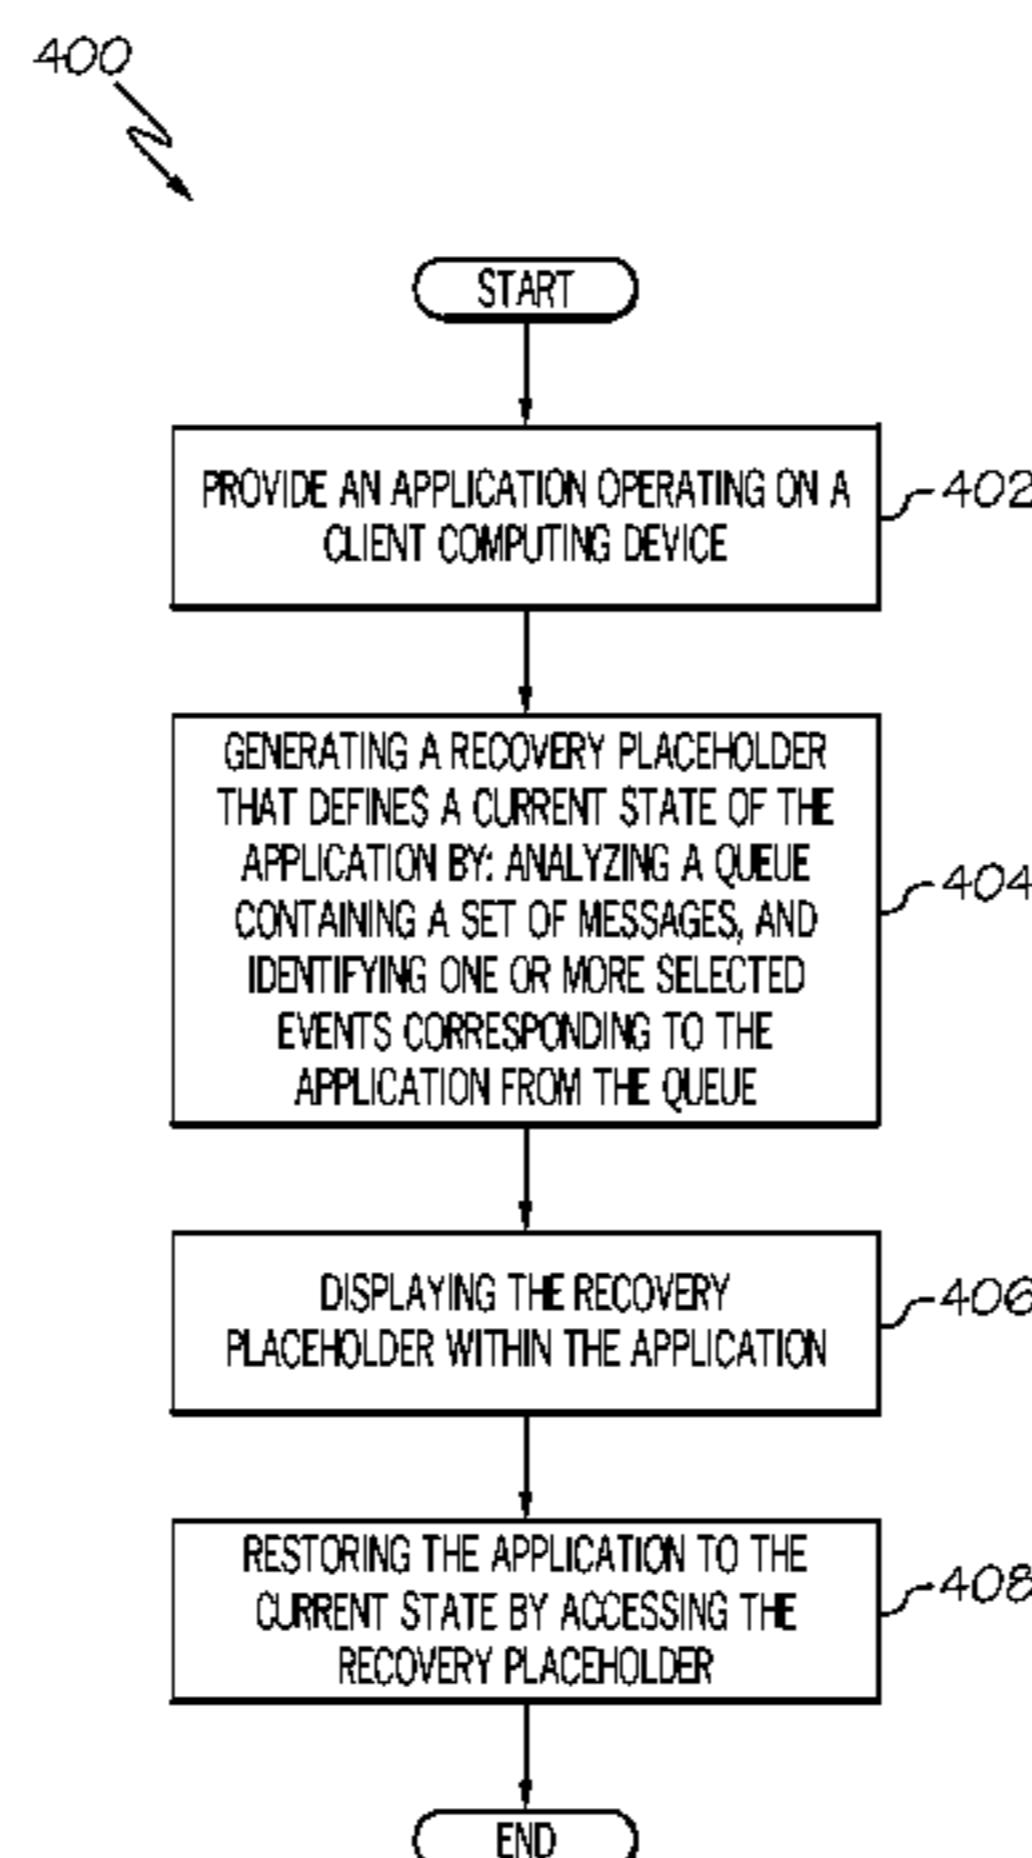 400
START
PROVIDE AN APPLICATION OPERATING ON A
CLIENT COMPUTING DEVICE
402
GENERATING A RECOVERY PLACEHOLDER
THAT DEFINES A CURRENT STATE OF THE
APPLICATION BY: ANALYZING A QUEUE
CONTAINING A SET OF MESSAGES, AND
IDENTIFYING ONE OR MORE SELECTED
EVENTS CORRESPONDING TO THE
APPLICATION FROM THE QUEUE
404
DISPLAYING THE RECOVERY
PLACEHOLDER WITHIN THE APPLICATION
406
RESTORING THE APPLICATION TO THE
CURRENT STATE BY ACCESSING THE
RECOVERY PLACEHOLDER
408
END